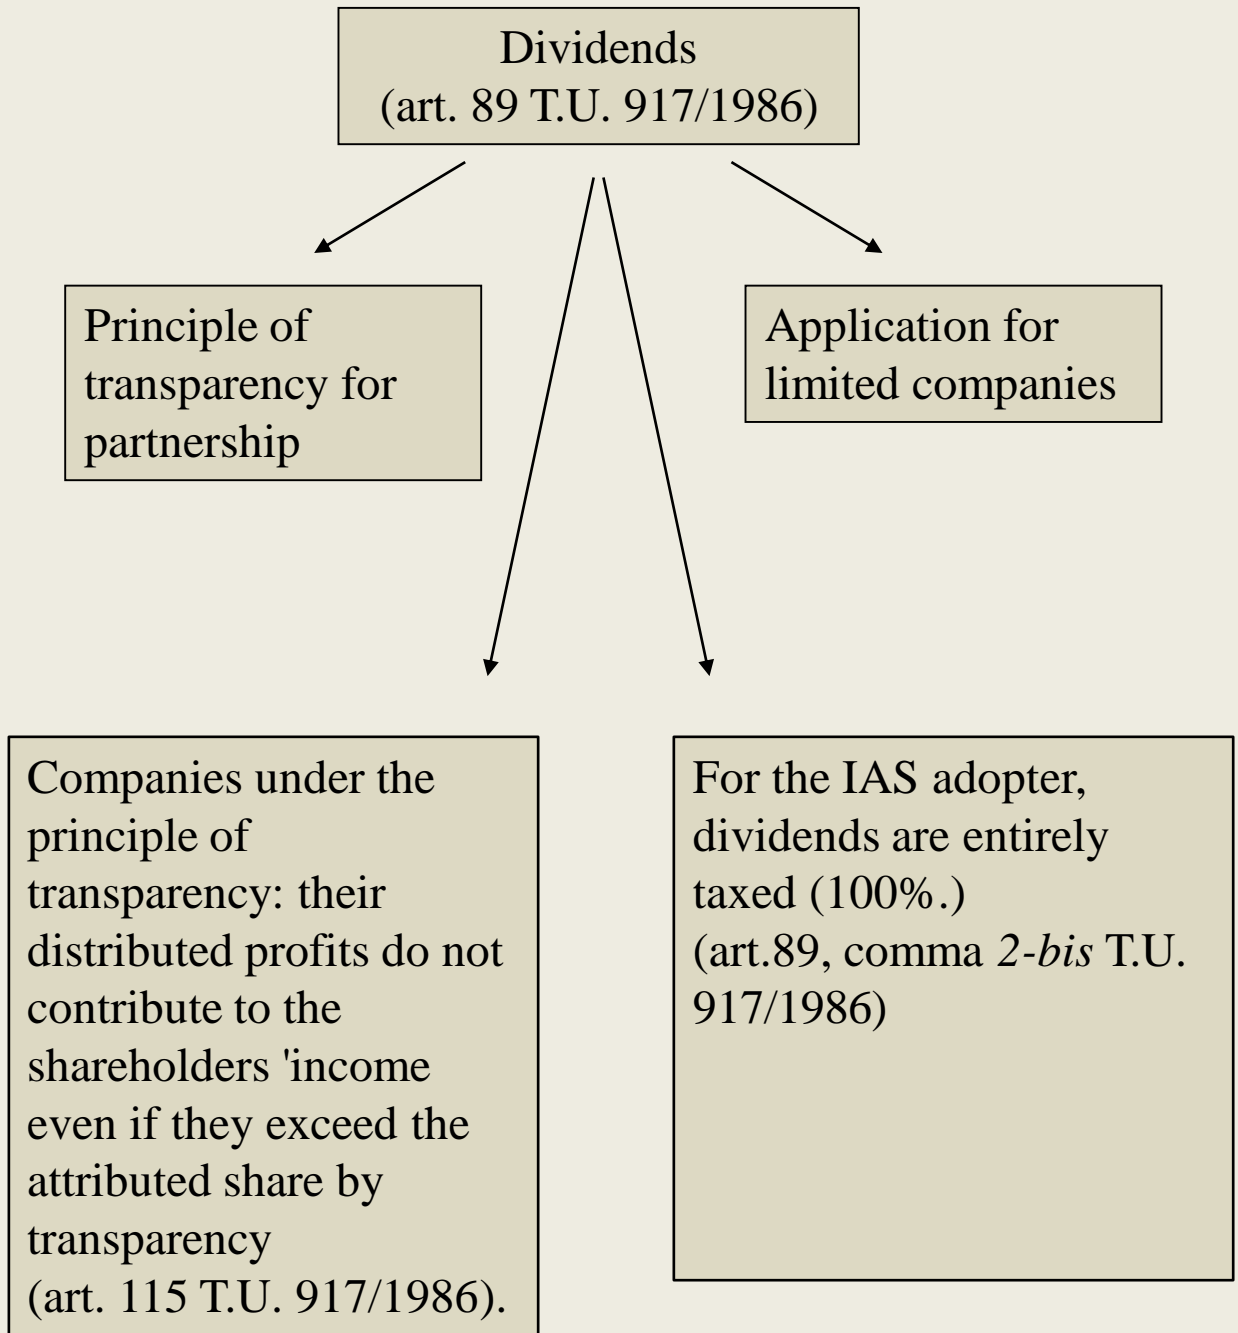 Dividends
(art. 89 T.U. 917/1986)
Principle of
transparency for
partnership
Application for
limited companies
Companies under the
principle of
transparency: their
distributed profits do not
contribute to the
shareholders 'income
even if they exceed the
attributed share by
transparency
(art. 115 T.U. 917/1986).
For the IAS adopter,
dividends are entirely
taxed (100%.)
(art.89, comma 2-bis T.U.
917/1986)